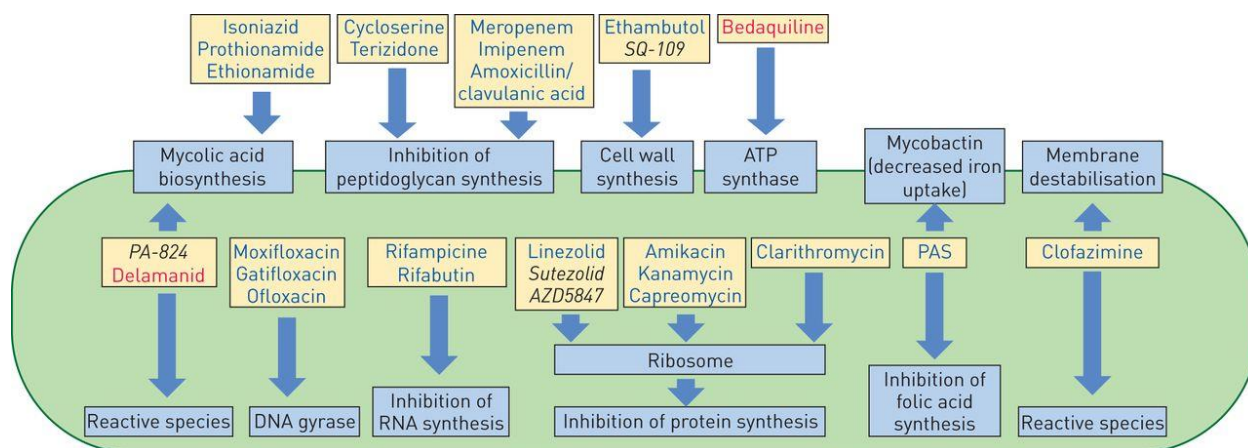 Isoniazid
Prothionamide
Ethionamide
Cycloserine
Terizidone
Meropenem
Imipenem
Amoxicillin/
clavulanic acid
Ethambutol
SQ-109
Bedaquiline
Mycolic acid
biosynthesis
Inhibition of
peptidoglycan synthesis
Cell wall
synthesis
ATP
synthase
Mycobactin
(decreased iron
uptake)
Membrane
destabilisation
PA-824
Delamanid
Moxifloxacin
Gatifloxacin
Ofloxacin
Rifampicine
Rifabutin
Linezolid
Sutezolid
AZD5847
Amikacin
Kanamycin
Capreomycin
Clarithromycin
PAS
Clofazimine
Ribosome
Reactive species
DNA gyrase
Inhibition of
RNA synthesis
Inhibition of protein synthesis
Inhibition of
folic acid
synthesis
Reactive species